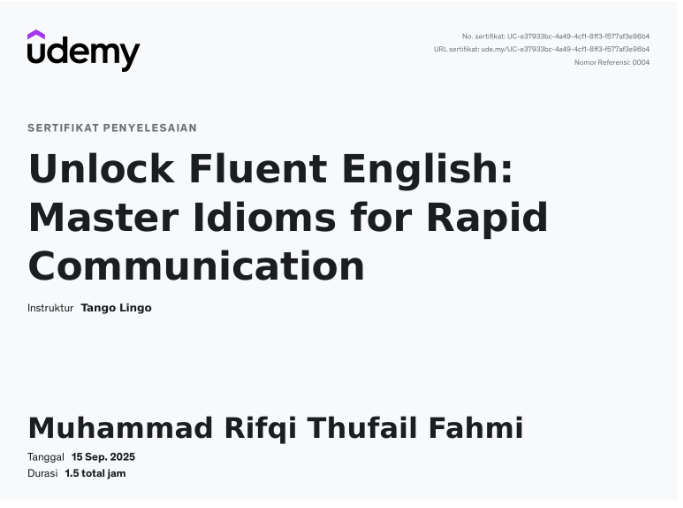 udemy
No. sertifikat: UC-e37933bc-4a49-4cf1-8ff3-f577af3e96b4
URL sertifikat: ude.my/UC-e37933bc-4a49-4cf1-8ff3-f577af3e96b4
Nomor Referensi: 0004
SERTIFIKAT PENYELESAIAN
Unlock Fluent English:
Master Idioms for Rapid
Communication
Instruktur Tango Lingo
Muhammad Rifqi Thufail Fahmi
Tanggal 15 Sep. 2025
Durasi 1.5 total jam